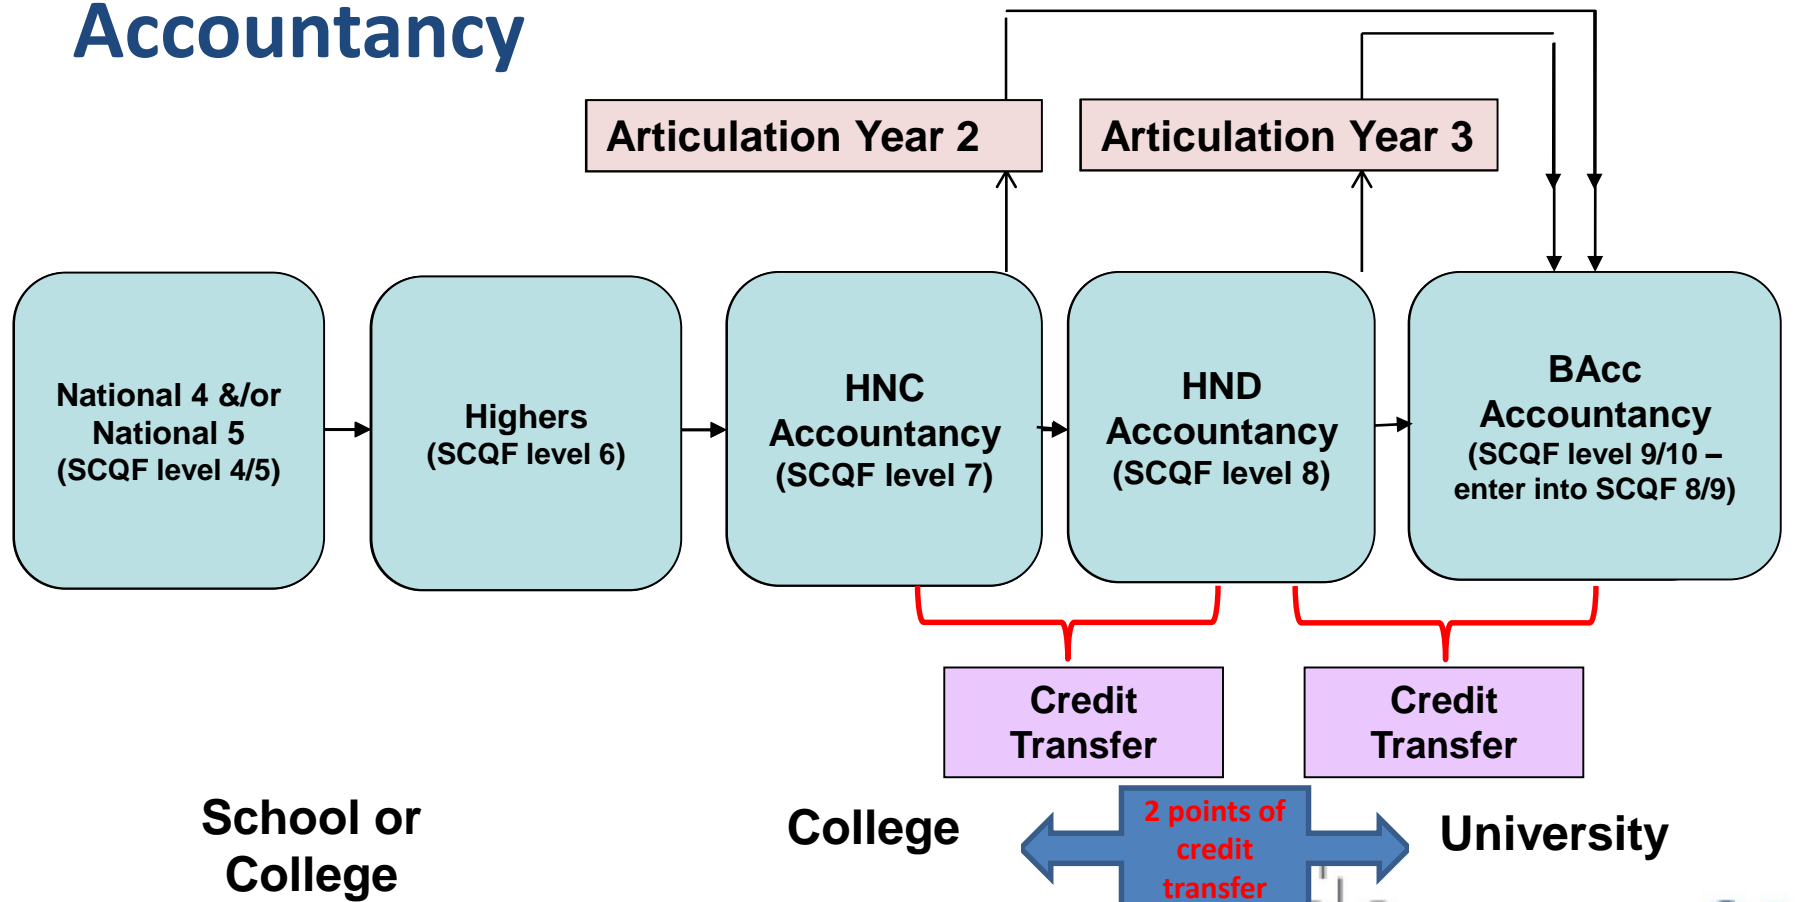 Accountancy
Articulation Year 2
Articulation Year 3
National 4 &/or
National 5
(SCQF level 4/5)
Highers
(SCQF level 6)
HNC
Accountancy
(SCQF level 7)
HND
Accountancy
(SCQF level 8)
BAcc
Accountancy
(SCQF level 9/10 –
enter into SCQF 8/9)
Credit
Transfer
Credit
Transfer
School or
College
College
2 points of
credit
transfer
University